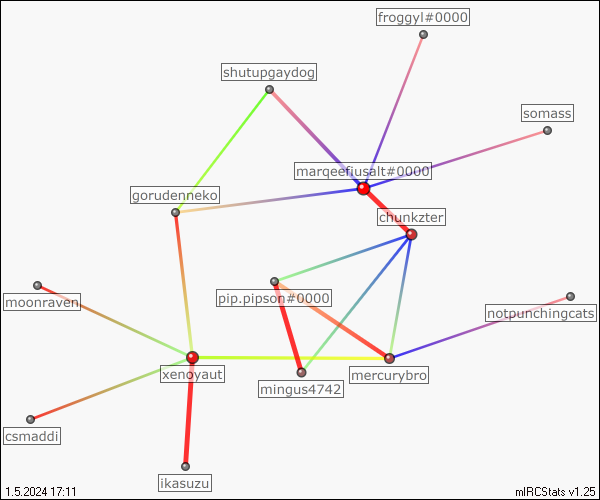 froggyl#0000
shutupgaydog
somass
marqeefiusalt#0000
gorudenneko
chunkzter
moonraven
pip.pipson#0000
notpunchingcats
xenoyaut
mingus4742
mercurybro
csmaddi
ikasuzu
1.5.2024 17:11
mIRCStats v1.25